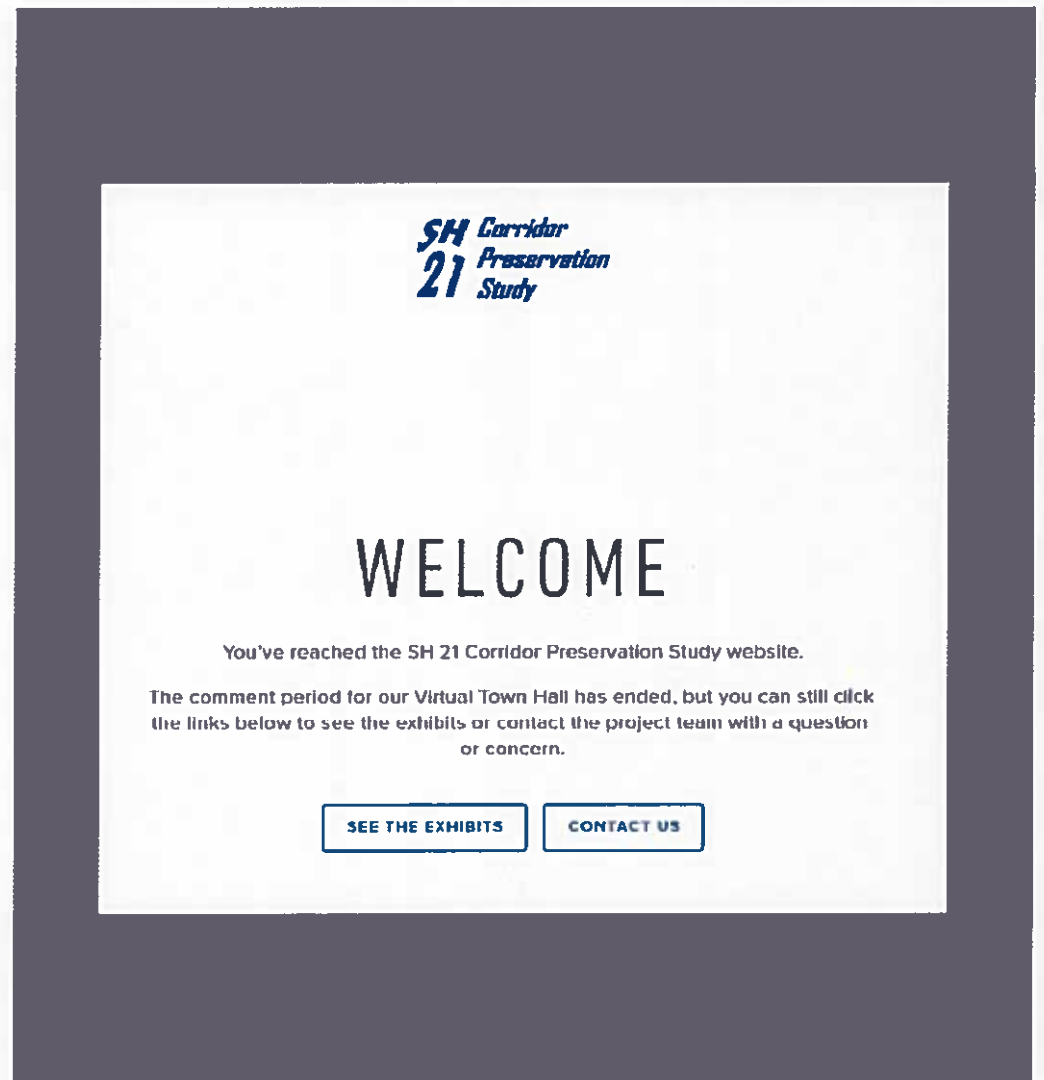 SH Corridor
21 Preservation
Study
WELCOME
You've reached the SH 21 Corridor Preservation Study website.
The comment period for our Virtual Town Hall has ended, but you can still click
the links below to see the exhibits or contact the project team with a question
or concern.
SEE THE EXHIBITS CONTACT US